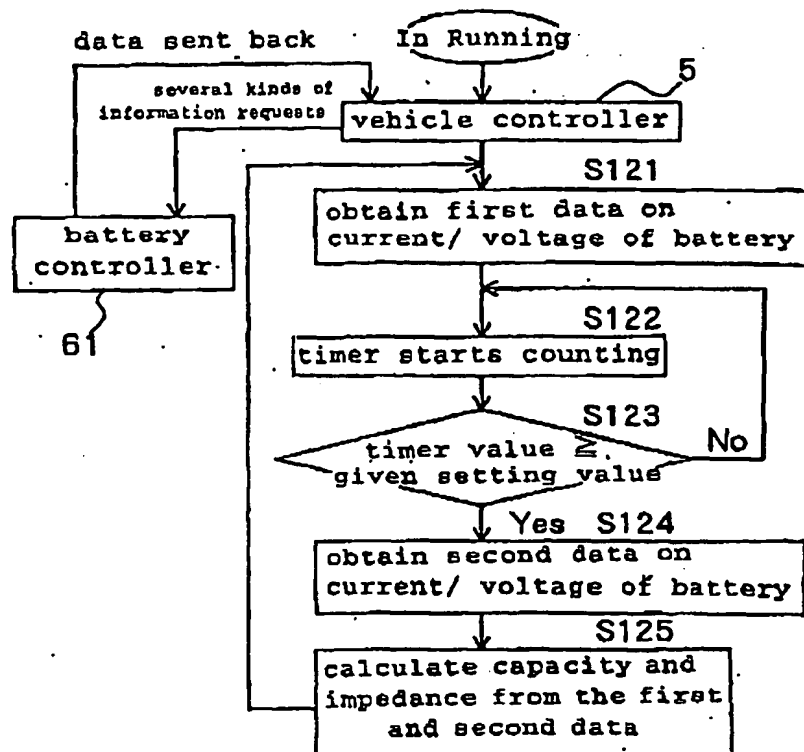 data sent back
In Running
several kinds of
information requests
5
vehicle controller
S121
obtain first data on
current/ voltage of battery
battery
controller
61
S122
timer starts counting
S123
timer value ≧
given setting value
No
Yes S124
obtain second data on
current/ voltage of battery
S125
calculate capacity and
impedance from the first
and second data